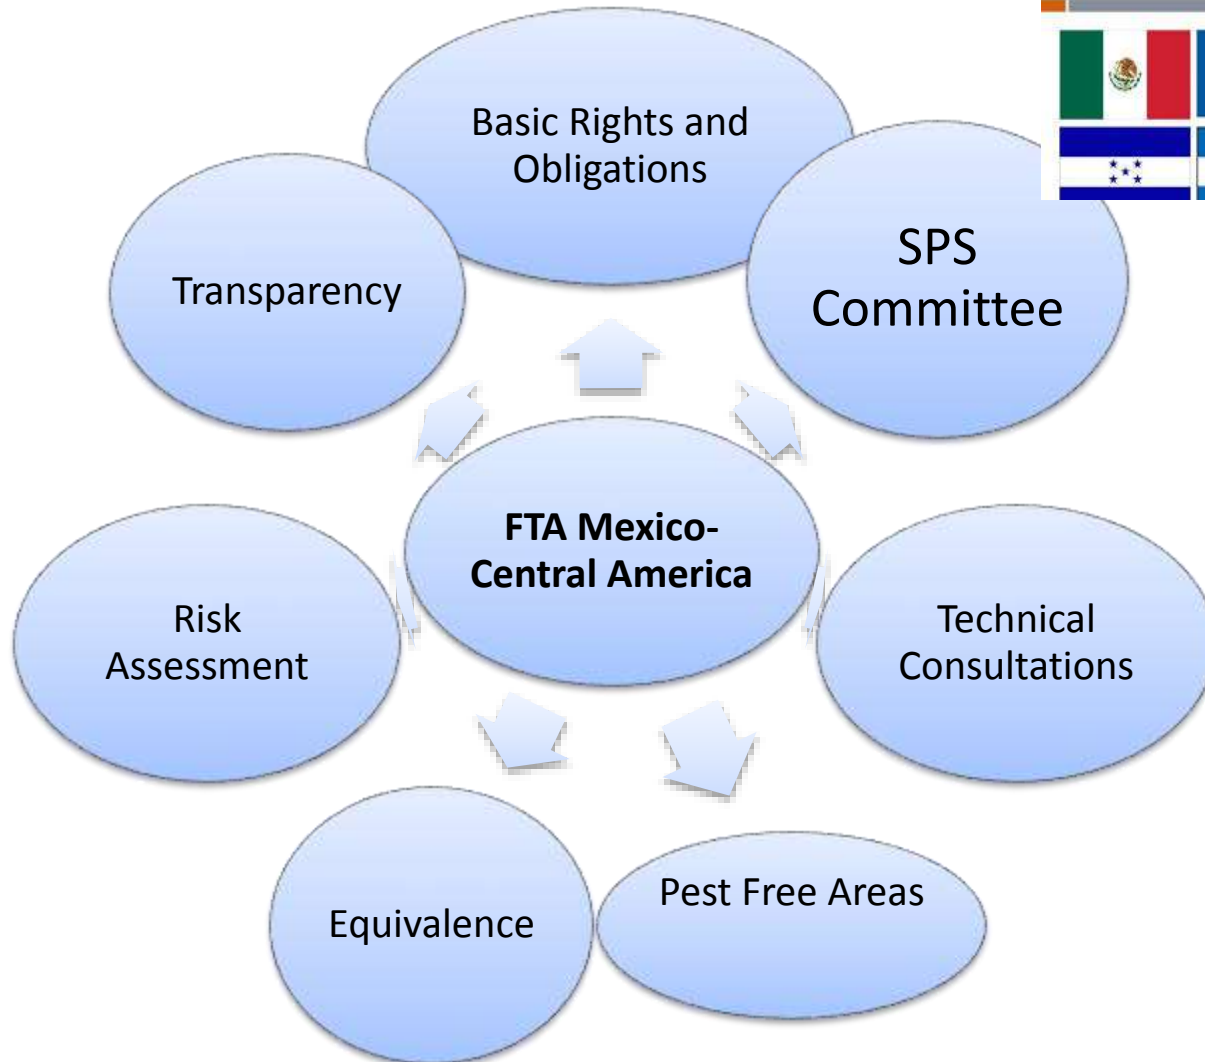 Basic Rights and
Obligations
SPS
Committee
Transparency
FTA Mexico-
Central America
Risk
Assessment
Technical
Consultations
Equivalence
Pest Free Areas